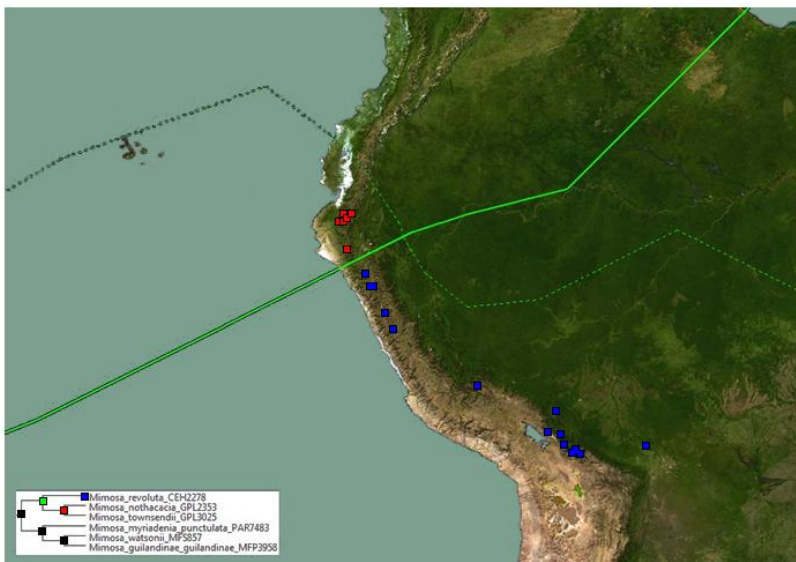 Mimosa_revoluta_CEH2278
Mimosa_nothacacia_GPL2353
Mimosa_townsendii_GPL3025
Mimosa_myriadenia_punctulata_PAR7483
Mimosa_watsonii_MFS857
Mimosa_guilandinae_guilandinae_MFP3958